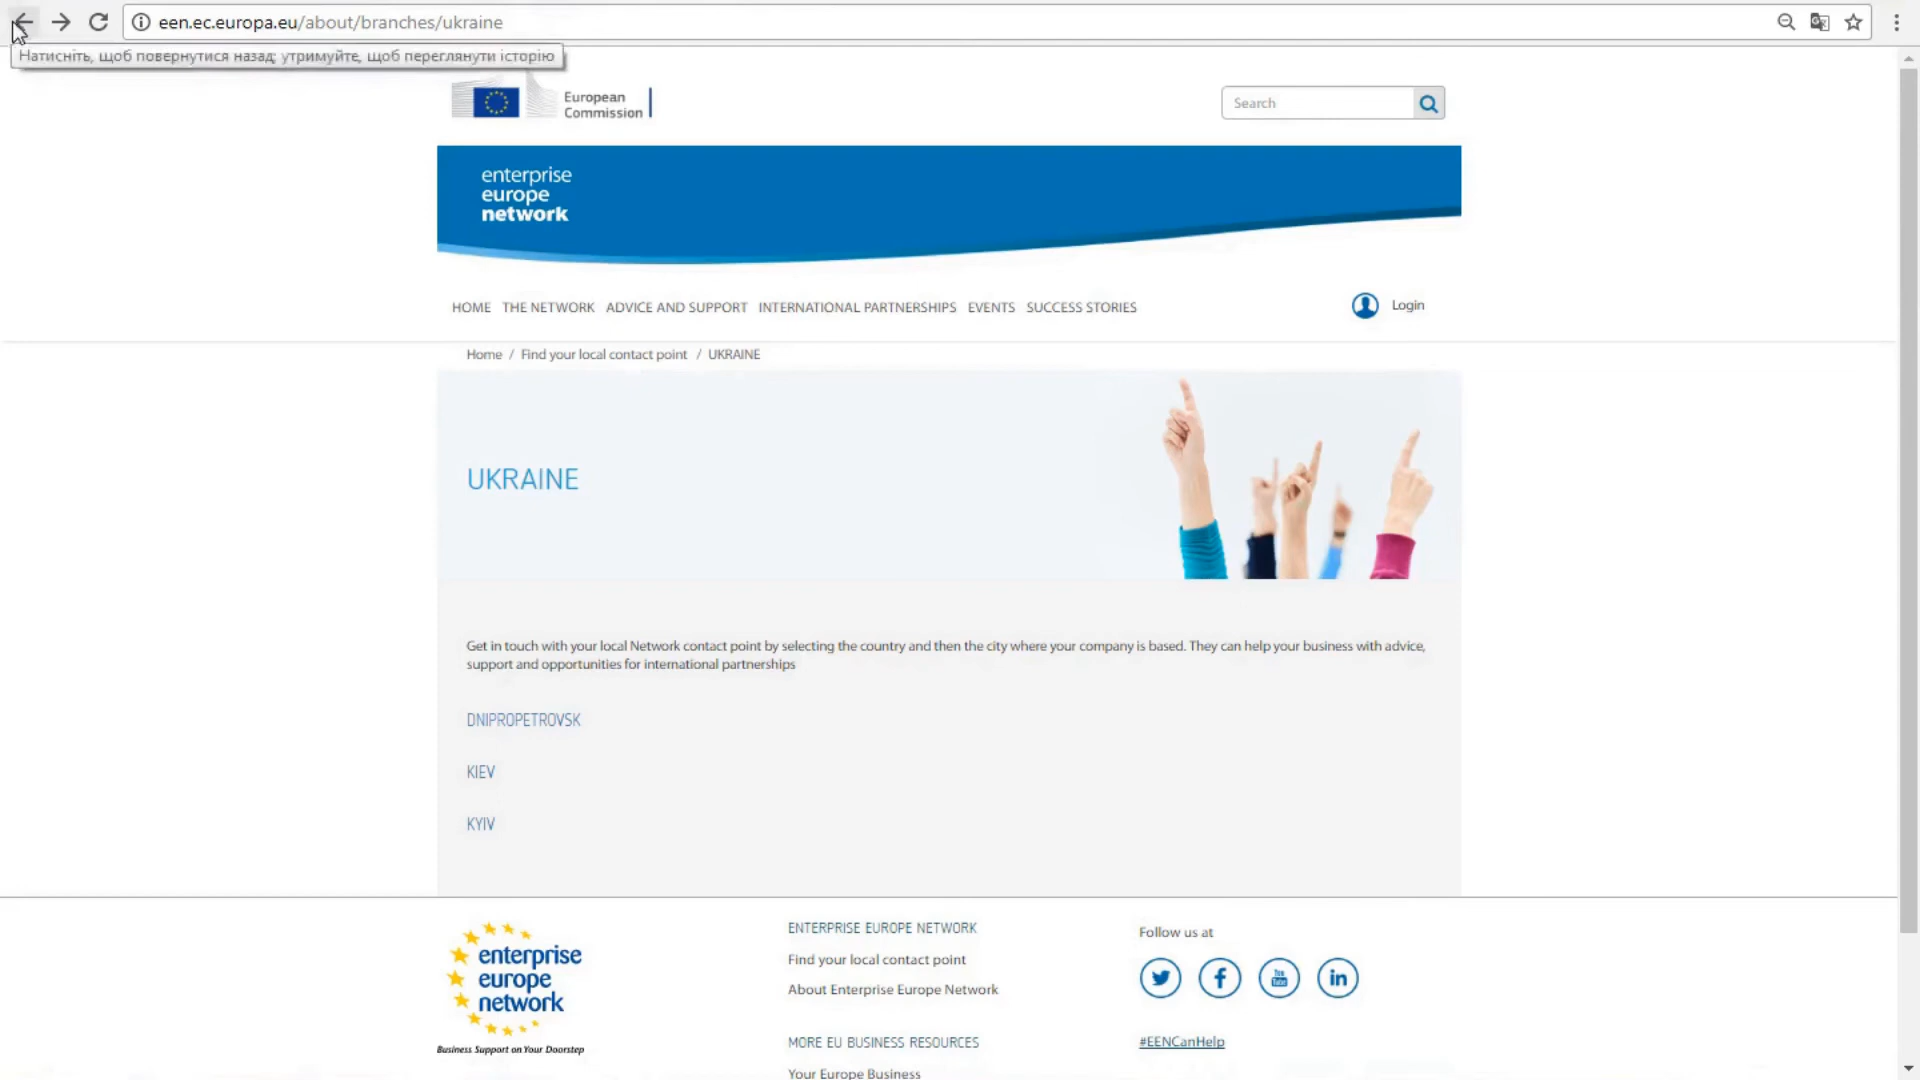 een.ec.europa.eu/about/branches/ukraine
Натисніть, щоб повернутися назад; утримуйте, щоб переглянути історію
European
Commission
Search
enterprise
europe
network
HOME THE NETWORK ADVICE AND SUPPORT INTERNATIONAL PARTNERSHIPS EVENTS SUCCESS STORIES
Login
Home / Find your local contact point / UKRAINE
UKRAINE
Get in touch with your local Network contact point by selecting the country and then the city where your company is based. They can help your business with advice,
support and opportunities for international partnerships
DNIPROPETROVSK
KIEV
KYIV
enterprise
europe
network
Business Support on Your Doorstep
ENTERPRISE EUROPE NETWORK
Find your local contact point
About Enterprise Europe Network
MORE EU BUSINESS RESOURCES
Your Europe Business
Follow us at
You
Tube
in
#EENCanHelp